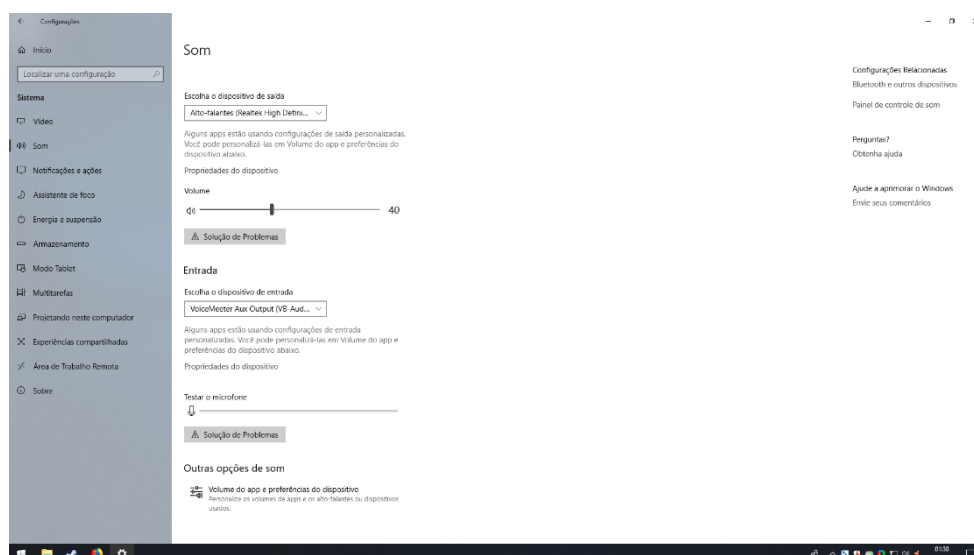 Configurações
Início
Localizar uma configuração
Sistema
Vídeo
Som
Notificações e ações
Assistente de foco
Energia e suspensão
Armazenamento
Modo Tablet
Multitarefas
Projetando neste computador
Experiências compartilhadas
Área de Trabalho Remota
Sobre
Som
Escolha o dispositivo de saída
Alto-falantes (Realtek High Defini...
Alguns apps estão usando configurações de saída personalizadas.
Você pode personalizá-las em Volume do app e preferências do
dispositivo abaixo.
Propriedades do dispositivo
Volume
40
Solução de Problemas
Entrada
Escolha o dispositivo de entrada
VoiceMeeter Aux Output (VB-Aud...
Alguns apps estão usando configurações de entrada
personalizadas. Você pode personalizá-las em Volume do app e
preferências do dispositivo abaixo.
Propriedades do dispositivo
Testar o microfone
Solução de Problemas
Outras opções de som
Volume do app e preferências do dispositivo
Personalize os volumes de apps e os alto-falantes ou dispositivos
usados.
Configurações Relacionadas
Bluetooth e outros dispositivos
Painel de controle de som
Perguntas?
Obtenha ajuda
Ajude a aprimorar o Windows
Envie seus comentários
01:30